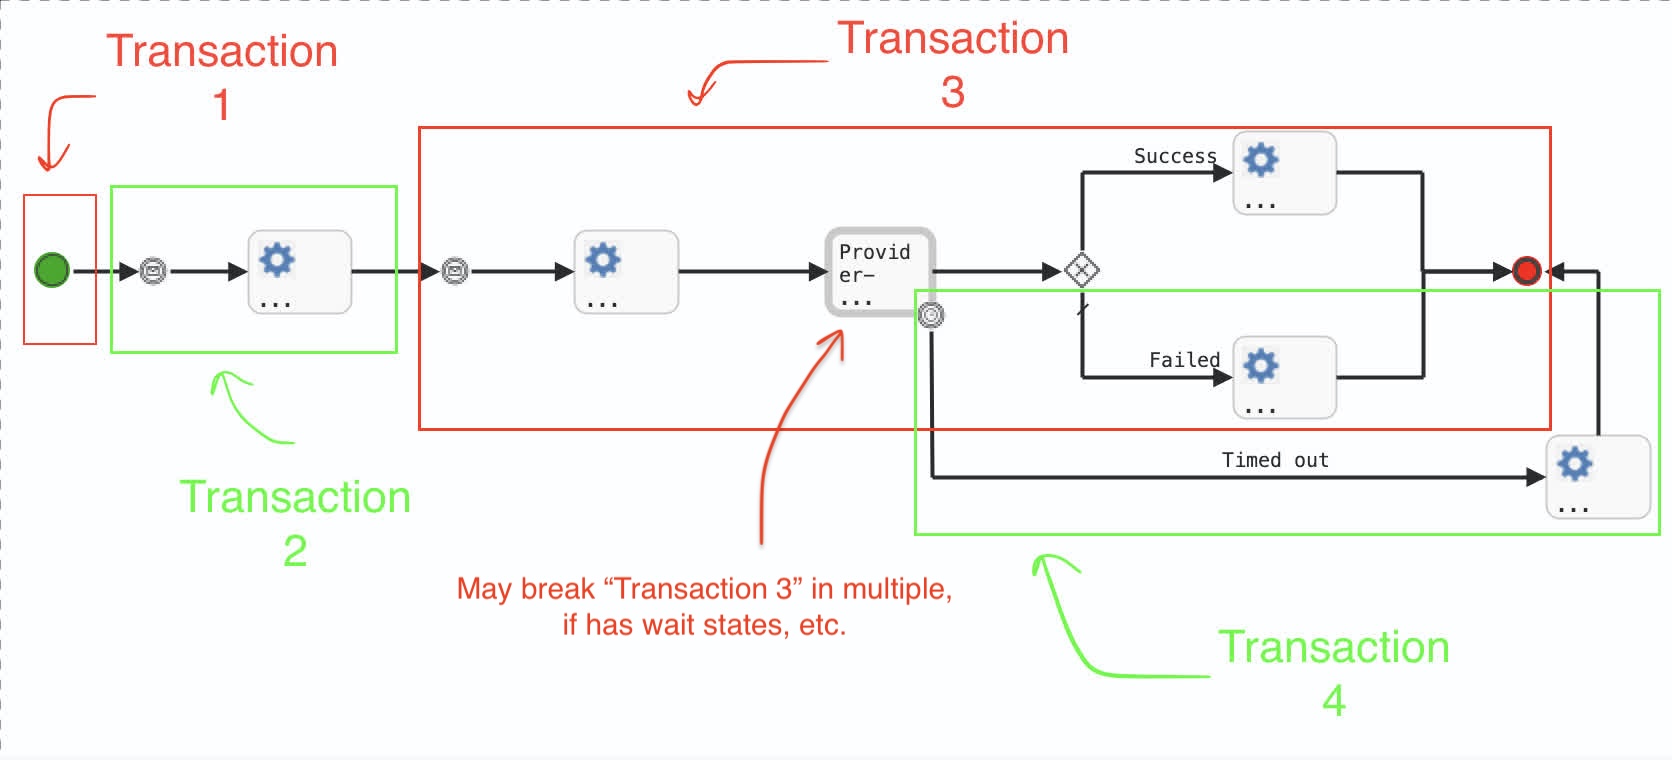 Transaction
1
Transaction
3
Success
...
Provid
er–
...
...
...
Failed
...
Timed out
...
Transaction
2
May break “Transaction 3” in multiple,
if has wait states, etc.
Transaction
4